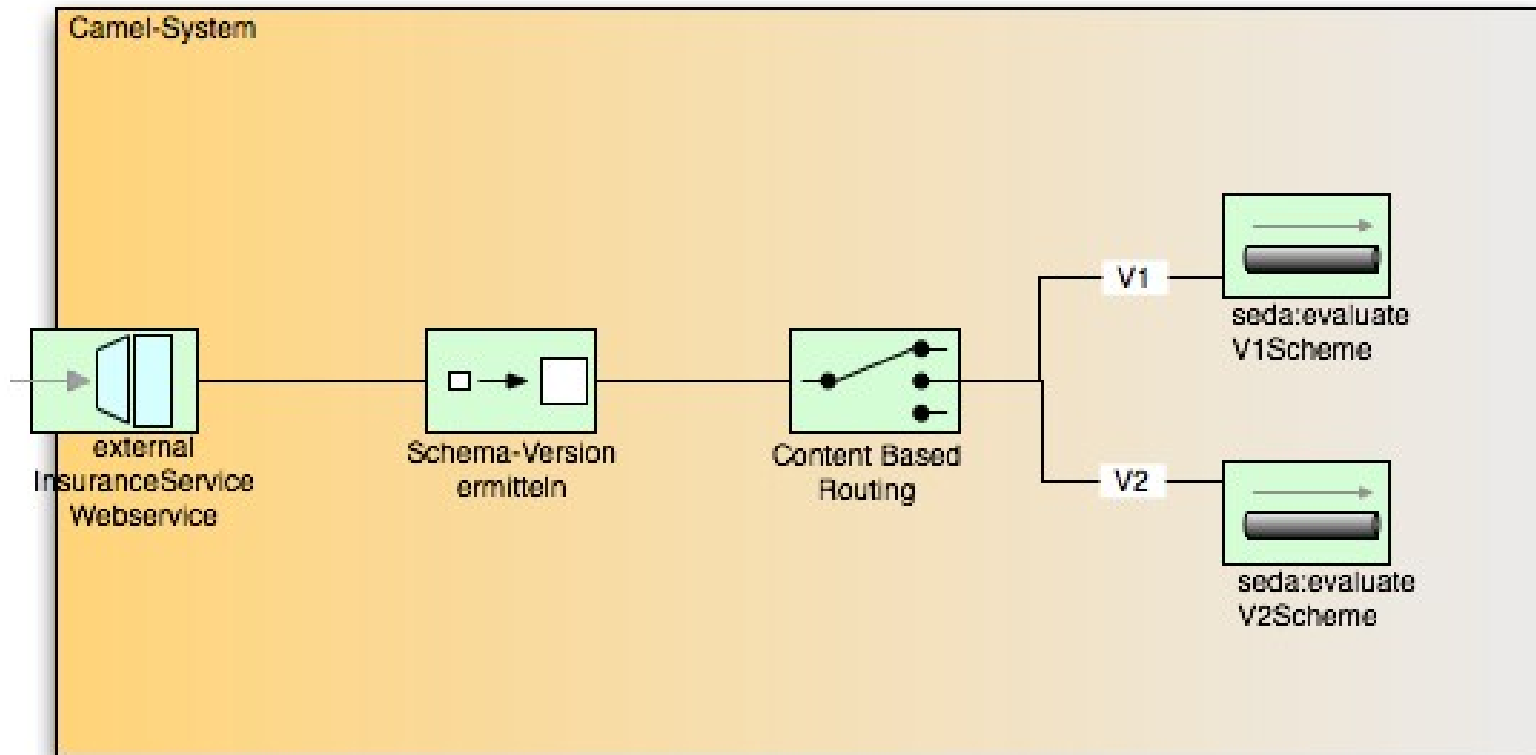 Camel-System
external
InsuranceService
Webservice
Schema-Version
ermitteln
Content Based
Routing
V1
seda:evaluate
V1Scheme
V2
seda:evaluate
V2Scheme